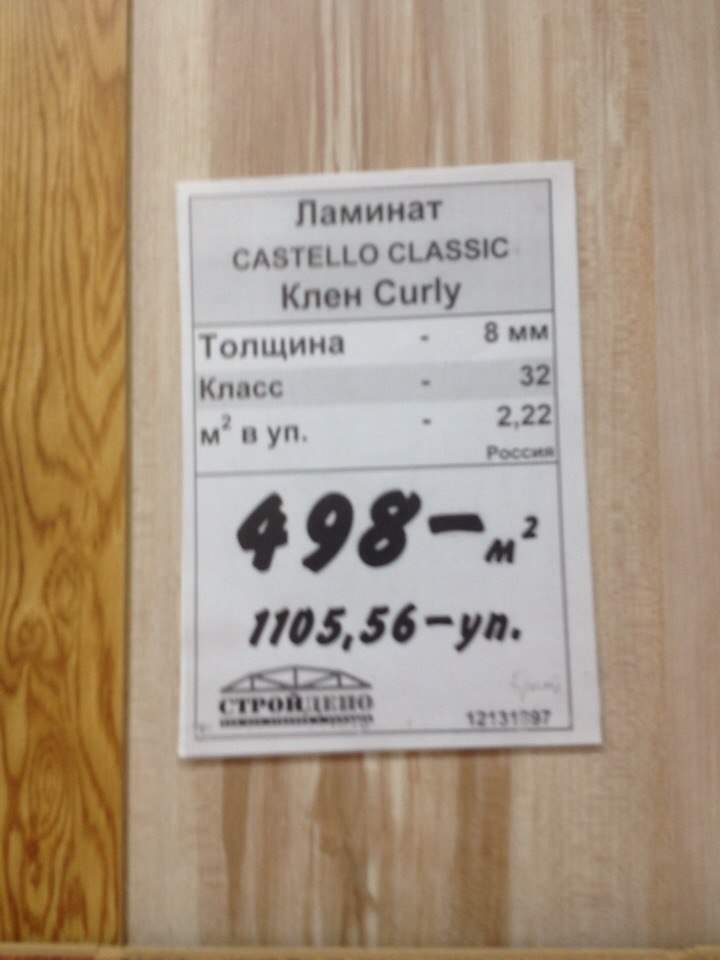 Ламинат
CASTELLO CLASSIC
Клен Curly
Толщина - 8 мм
Класс - 32
м² в уп. - 2,22
Россия
498-м²
1105,56-уп.
СТРОЙДЕПО